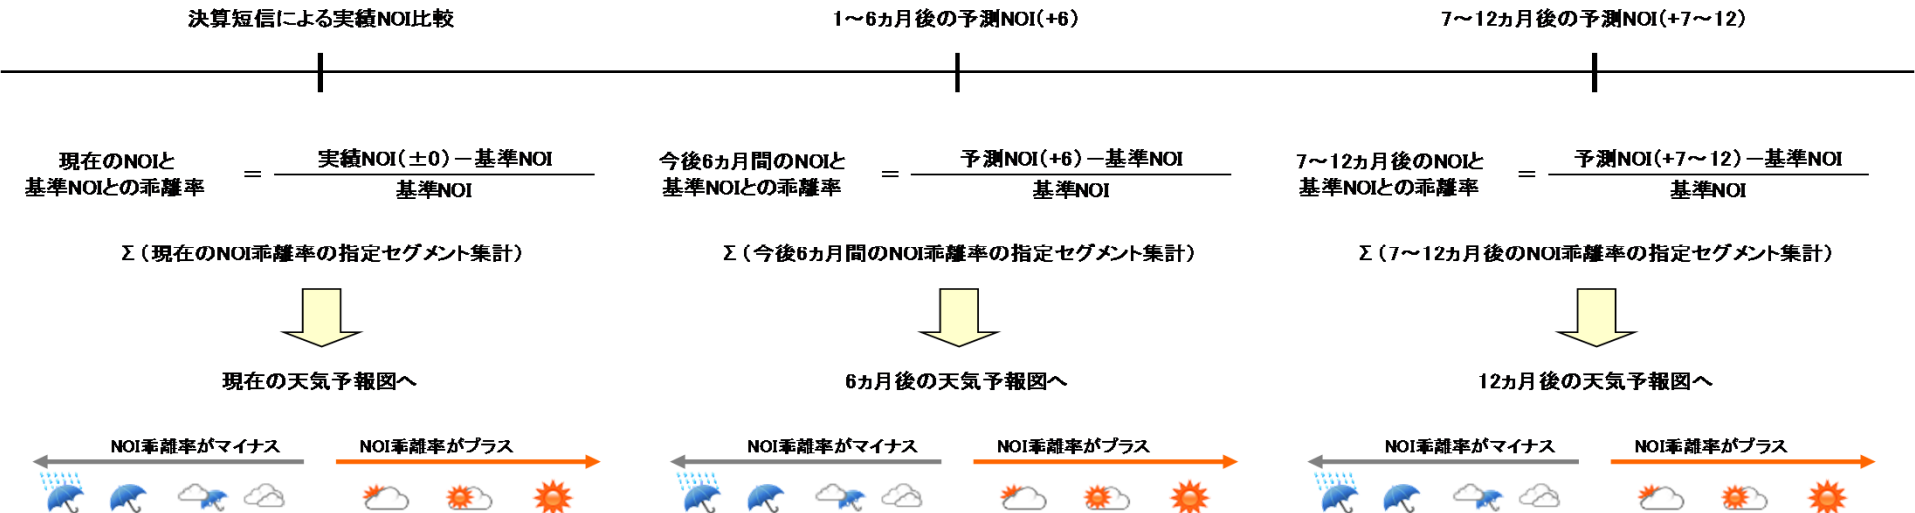 決算短信による実績NOI比較
1～6ヵ月後の予測NOI(+6)
7～12ヵ月後の予測NOI(+7～12)
現在のNOIと
基準NOIとの乖離率
＝
実績NOI(±0)－基準NOI
基準NOI
今後6ヵ月間のNOIと
基準NOIとの乖離率
＝
予測NOI(+6)－基準NOI
基準NOI
7～12ヵ月後のNOIと
基準NOIとの乖離率
＝
予測NOI(+7～12)－基準NOI
基準NOI
Σ（現在のNOI乖離率の指定セグメント集計）
Σ（今後6ヵ月間のNOI乖離率の指定セグメント集計）
Σ（7～12ヵ月後のNOI乖離率の指定セグメント集計）
現在の天気予報図へ
6ヵ月後の天気予報図へ
12ヵ月後の天気予報図へ
NOI乖離率がマイナス
NOI乖離率がプラス
NOI乖離率がマイナス
NOI乖離率がプラス
NOI乖離率がマイナス
NOI乖離率がプラス